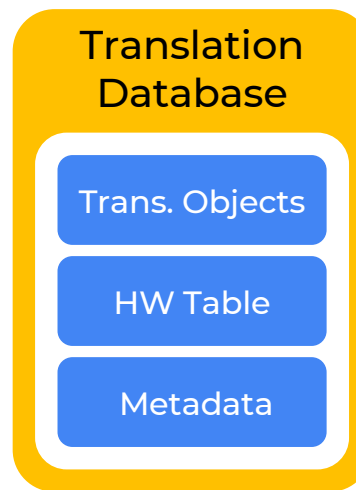 Translation
Database
Trans. Objects
HW Table
Metadata